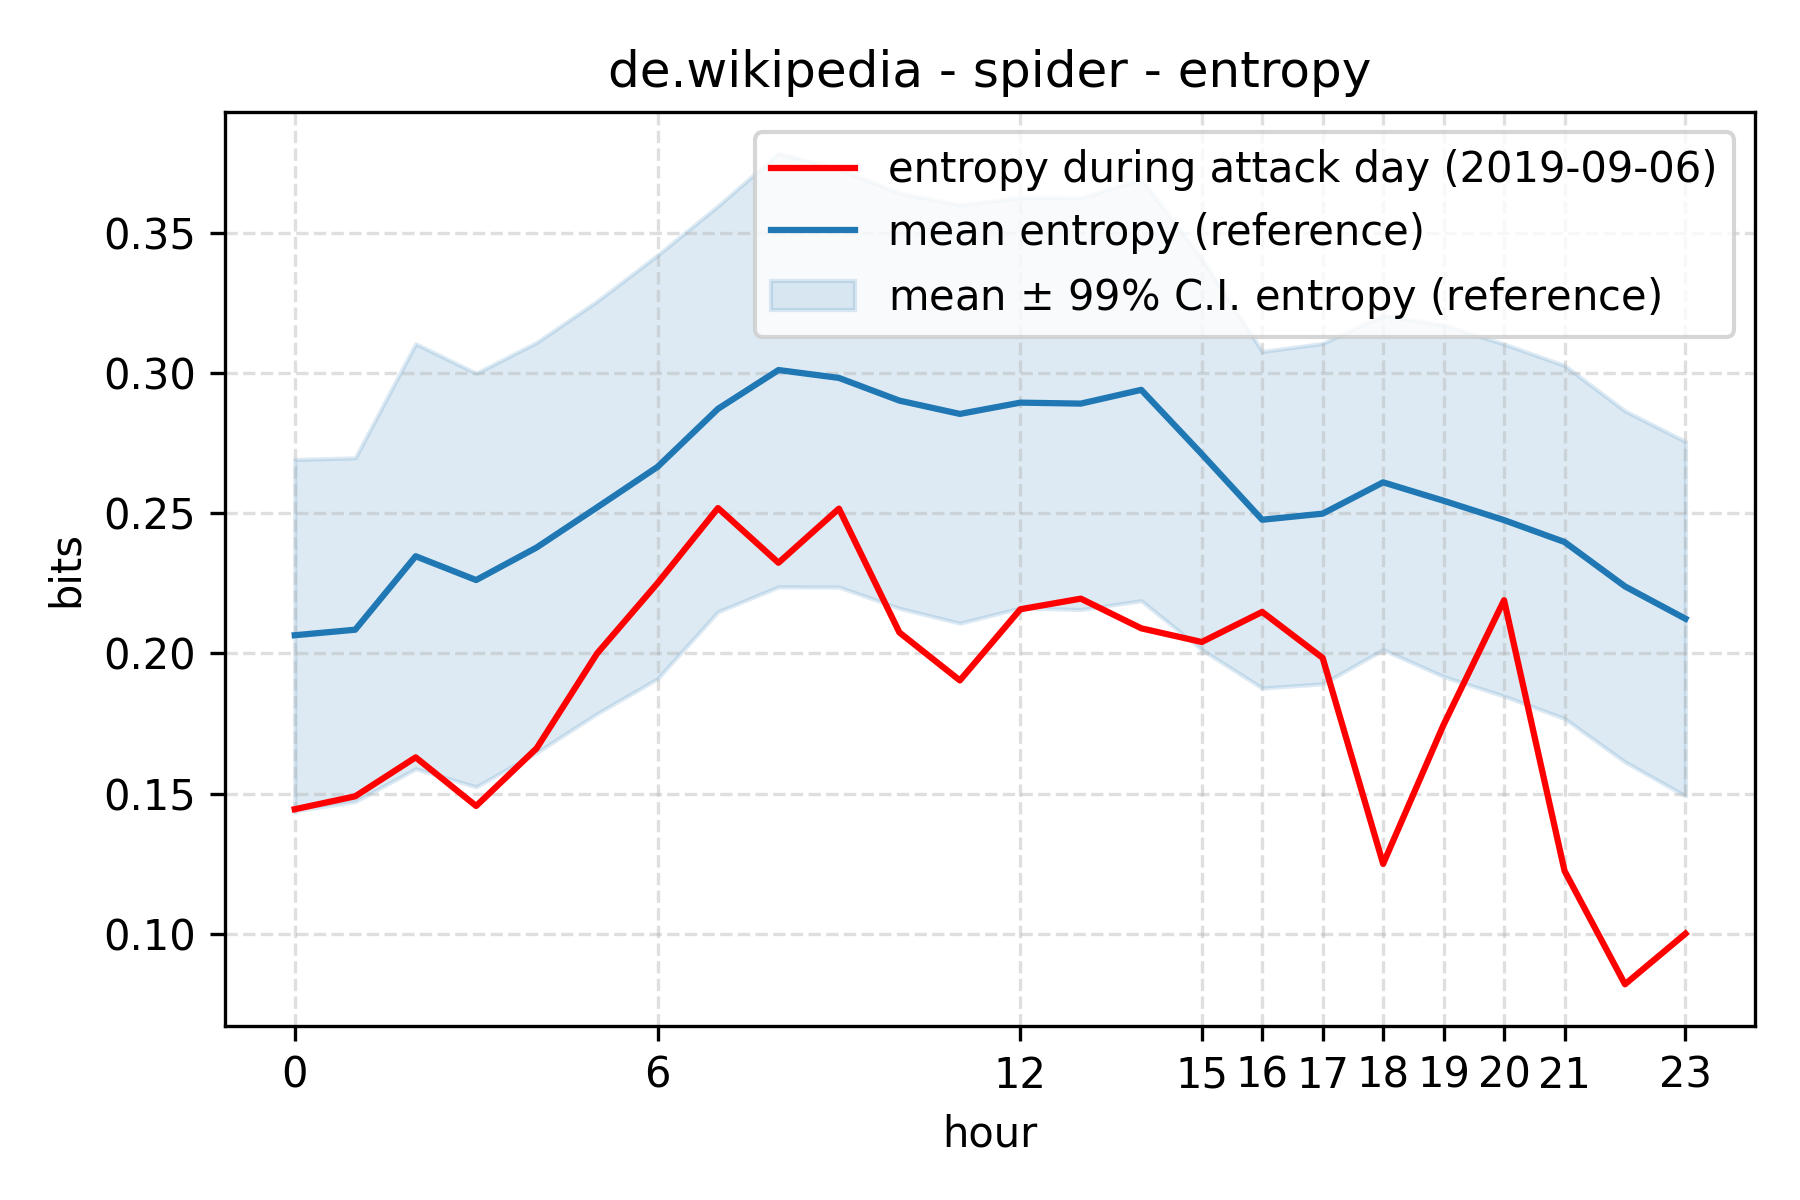 de.wikipedia - spider - entropy
entropy during attack day (2019-09-06)
mean entropy (reference)
mean ± 99% C.I. entropy (reference)
0.35
0.30
0.25
0.20
0.15
0.10
bits
0 6 12 15 16 17 18 19 20 21 23
hour